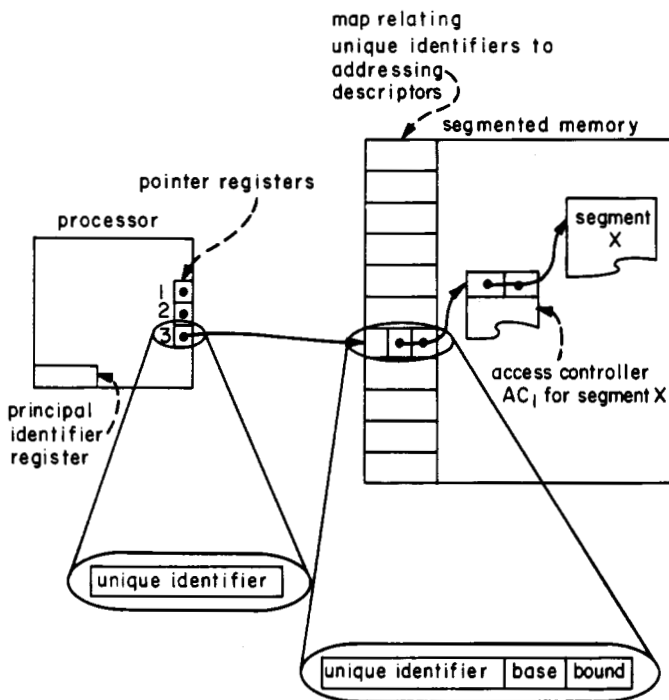 map relating
unique identifiers to
addressing
descriptors
segmented memory
pointer registers
processor
segment
X
1
2
3
access controller
AC1 for segment X
principal
identifier
register
unique identifier
unique identifier base bound